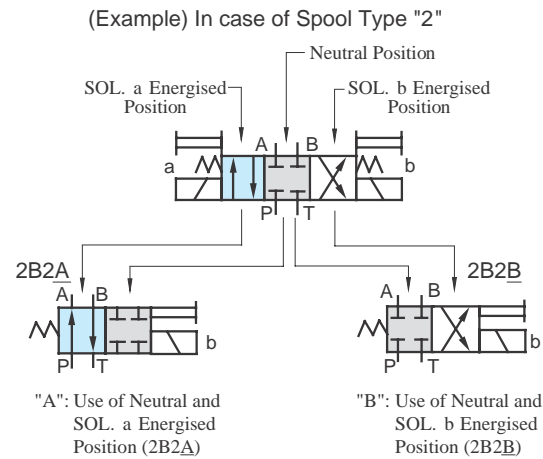 (Example) In case of Spool Type "2"
Neutral Position
SOL. a Energised
Position
SOL. b Energised
Position
A B
a b
P T
2B2A 2B2B
A B
A B
b b
P T
P T
"A": Use of Neutral and
SOL. a Energised
Position (2B2A)
"B": Use of Neutral and
SOL. b Energised
Position (2B2B)